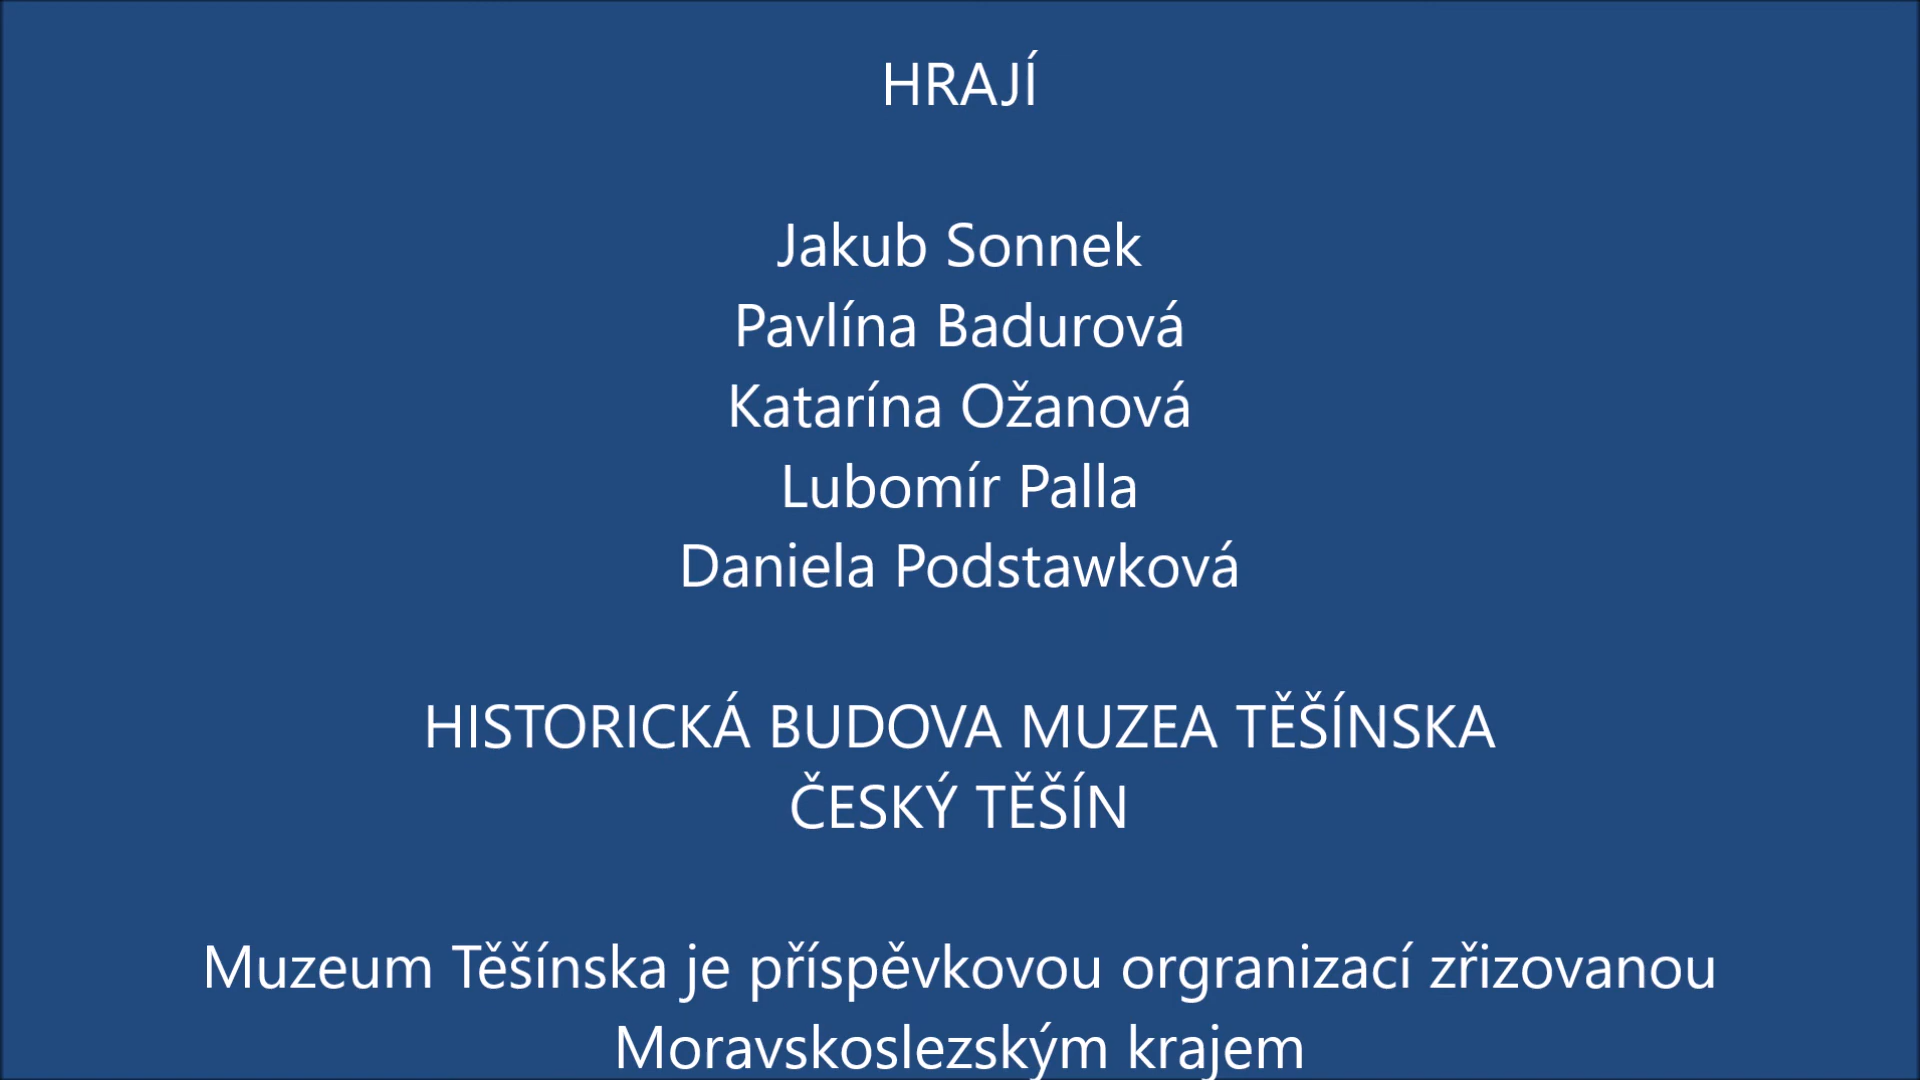 HRAJÍ
Jakub Sonnek
Pavlína Badurová
Katarína Ožanová
Lubomír Palla
Daniela Podstawková
HISTORICKÁ BUDOVA MUZEA TĚŠÍNSKA
ČESKÝ TĚŠÍN
Muzeum Těšínska je příspěvkovou orgranizací zřizovanou
Moravskoslezským krajem